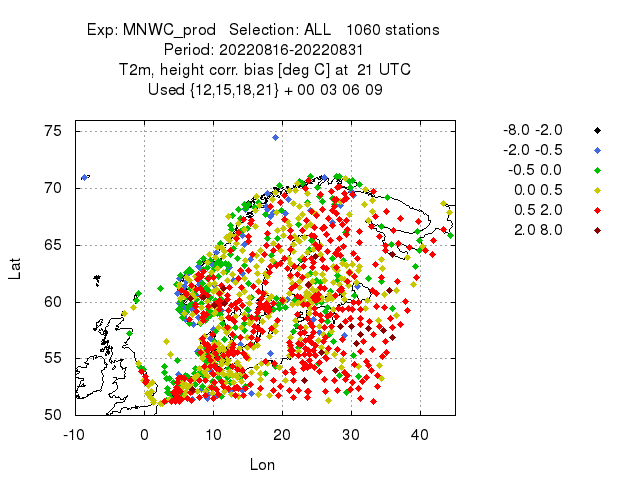 Exp: MNWC_prod Selection: ALL 1060 stations
Period: 20220816-20220831
T2m, height corr. bias [deg C] at 21 UTC
Used {12,15,18,21} + 00 03 06 09
75
70
65
60
55
50
Lat
-10 0 10 20 30 40
Lon
-8.0 -2.0
-2.0 -0.5
-0.5 0.0
0.0 0.5
0.5 2.0
2.0 8.0